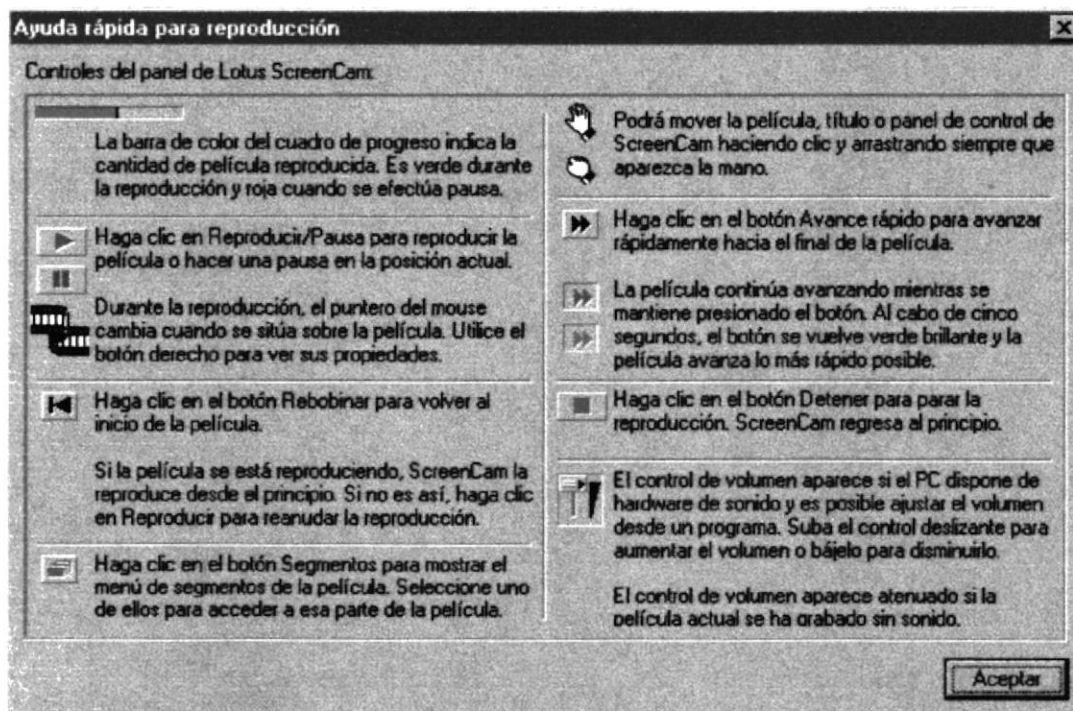 Ayuda rápida para reproducción
Controles del panel de Lotus ScreenCam:
La barra de color del cuadro de progreso indica la
cantidad de película reproducida. Es verde durante
la reproducción y roja cuando se efectúa pausa.
Haga clic en Reproducir/Pausa para reproducir la
película o hacer una pausa en la posición actual.
Durante la reproducción, el puntero del mouse
cambia cuando se sitúa sobre la película. Utilice el
botón derecho para ver sus propiedades.
Haga clic en el botón Rebobinar para volver al
inicio de la película.
Si la película se está reproduciendo, ScreenCam la
reproduce desde el principio. Si no es así, haga clic
en Reproducir para reanudar la reproducción.
Haga clic en el botón Segmentos para mostrar el
menú de segmentos de la película. Seleccione uno
de ellos para acceder a esa parte de la película.
Podrá mover la película, título o panel de control de
ScreenCam haciendo clic y arrastrando siempre que
aparezca la mano.
Haga clic en el botón Avance rápido para avanzar
rápidamente hacia el final de la película.
La película continúa avanzando mientras se
mantiene presionado el botón. Al cabo de cinco
segundos, el botón se vuelve verde brillante y la
película avanza lo más rápido posible.
Haga clic en el botón Detener para parar la
reproducción. ScreenCam regresa al principio.
El control de volumen aparece si el PC dispone de
hardware de sonido y es posible ajustar el volumen
desde un programa. Suba el control deslizante para
aumentar el volumen o bájelo para disminuirlo.
El control de volumen aparece atenuado si la
película actual se ha grabado sin sonido.
Aceptar